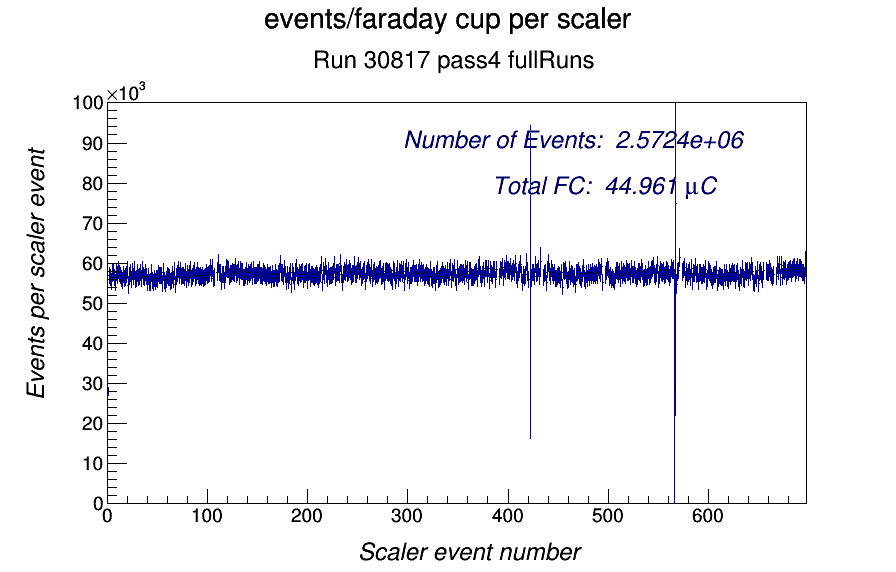 events/faraday cup per scaler
Run 30817 pass4 fullRuns
×10³
100
90
80
70
60
50
40
30
20
10
0
Events per scaler event
Number of Events: 2.5724e+06
Total FC: 44.961 μC
0 100 200 300 400 500 600
Scaler event number